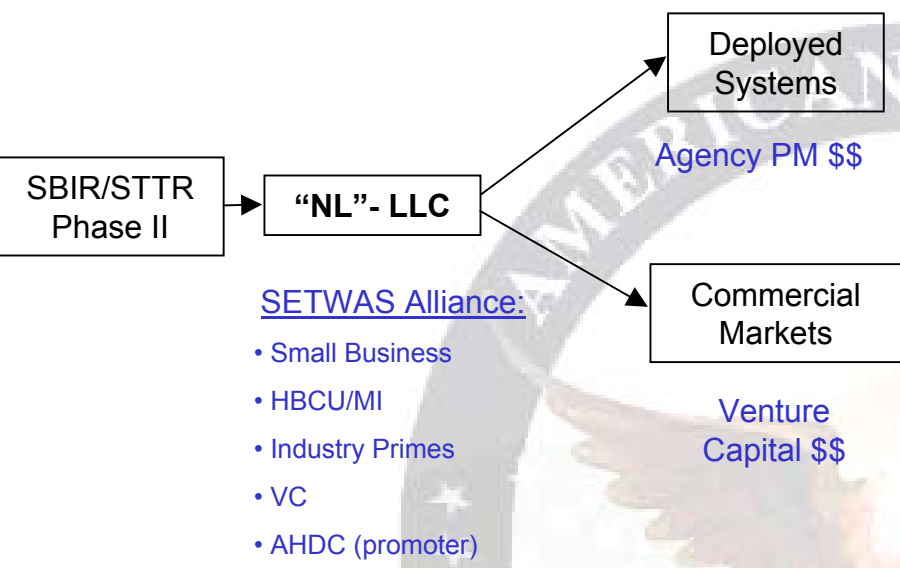 Deployed
Systems
AMERICAN
Agency PM $$
SBIR/STTR
Phase II
“NL”- LLC
SETWAS Alliance:
• Small Business
• HBCU/MI
• Industry Primes
• VC
• AHDC (promoter)
Commercial
Markets
Venture
Capital $$